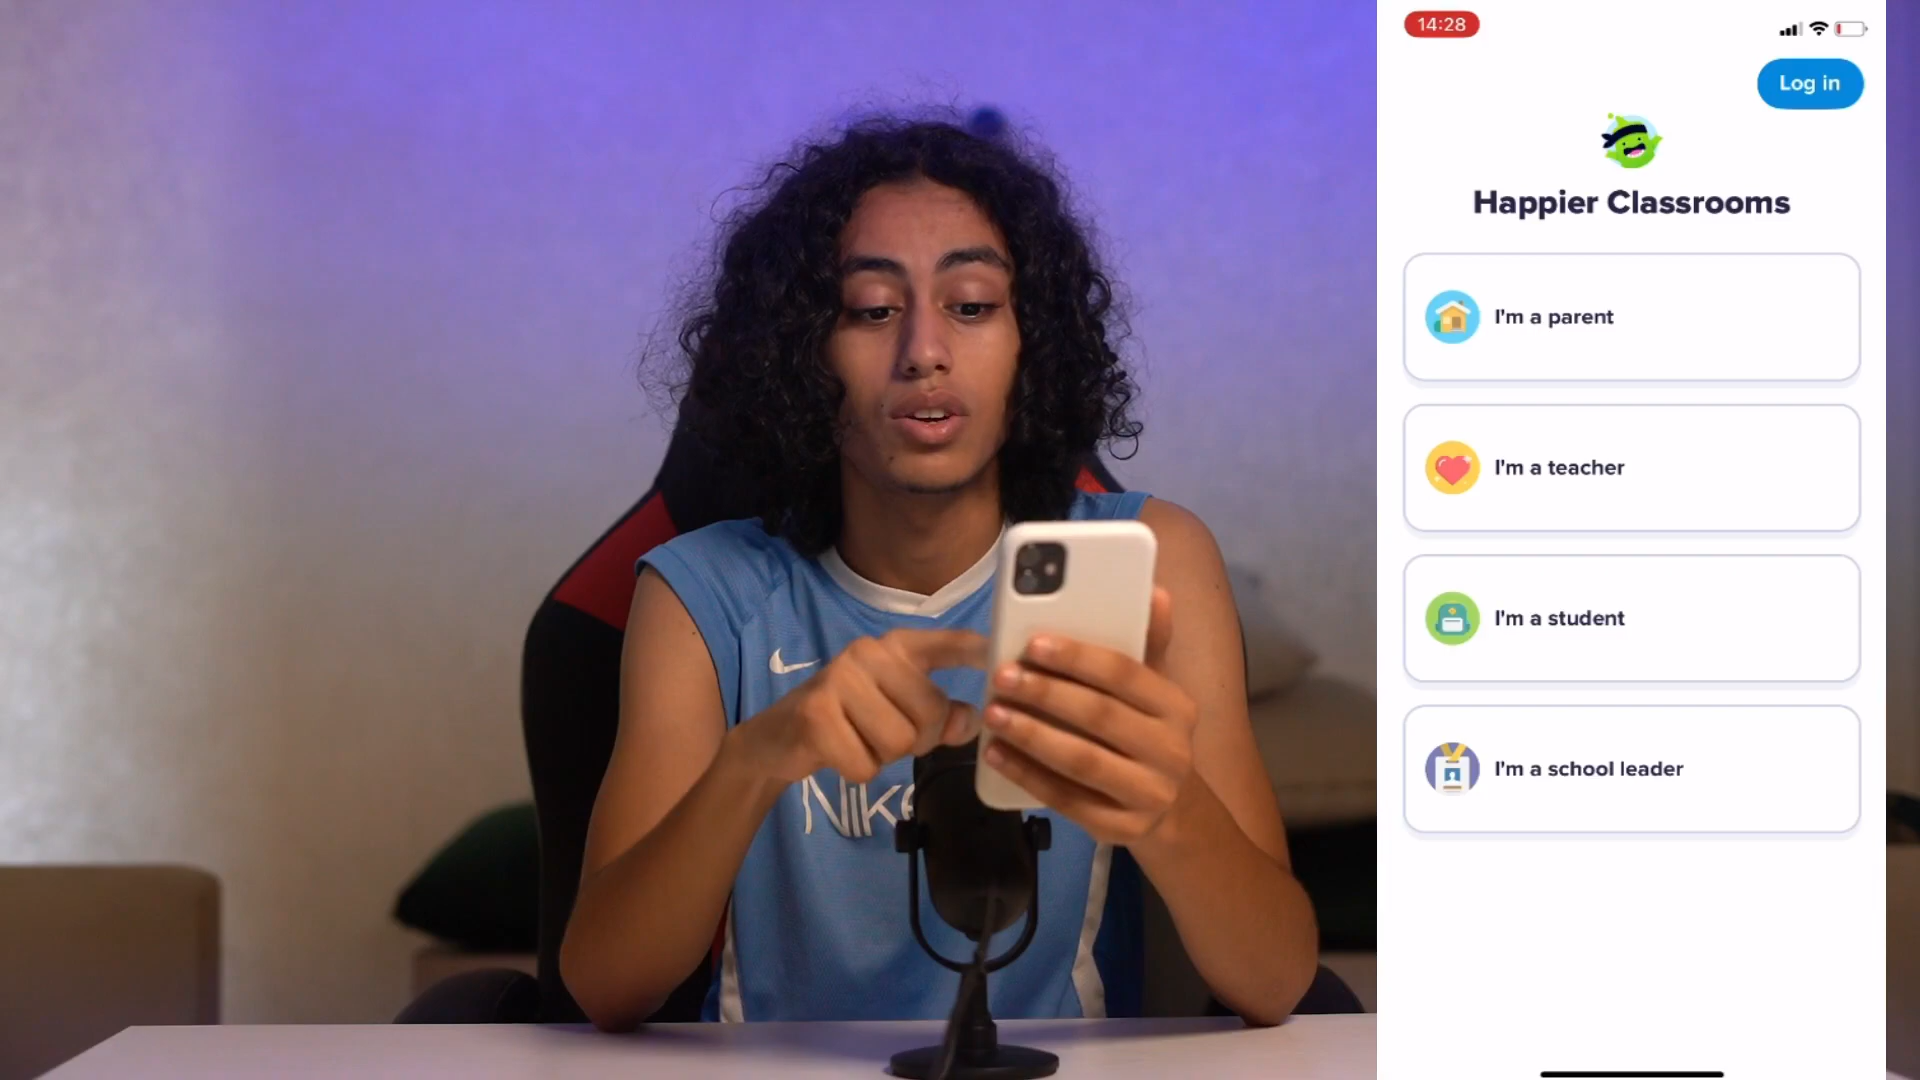 14:28
Log in
Happier Classrooms
I'm a parent
I'm a teacher
I'm a student
I'm a school leader
Nike